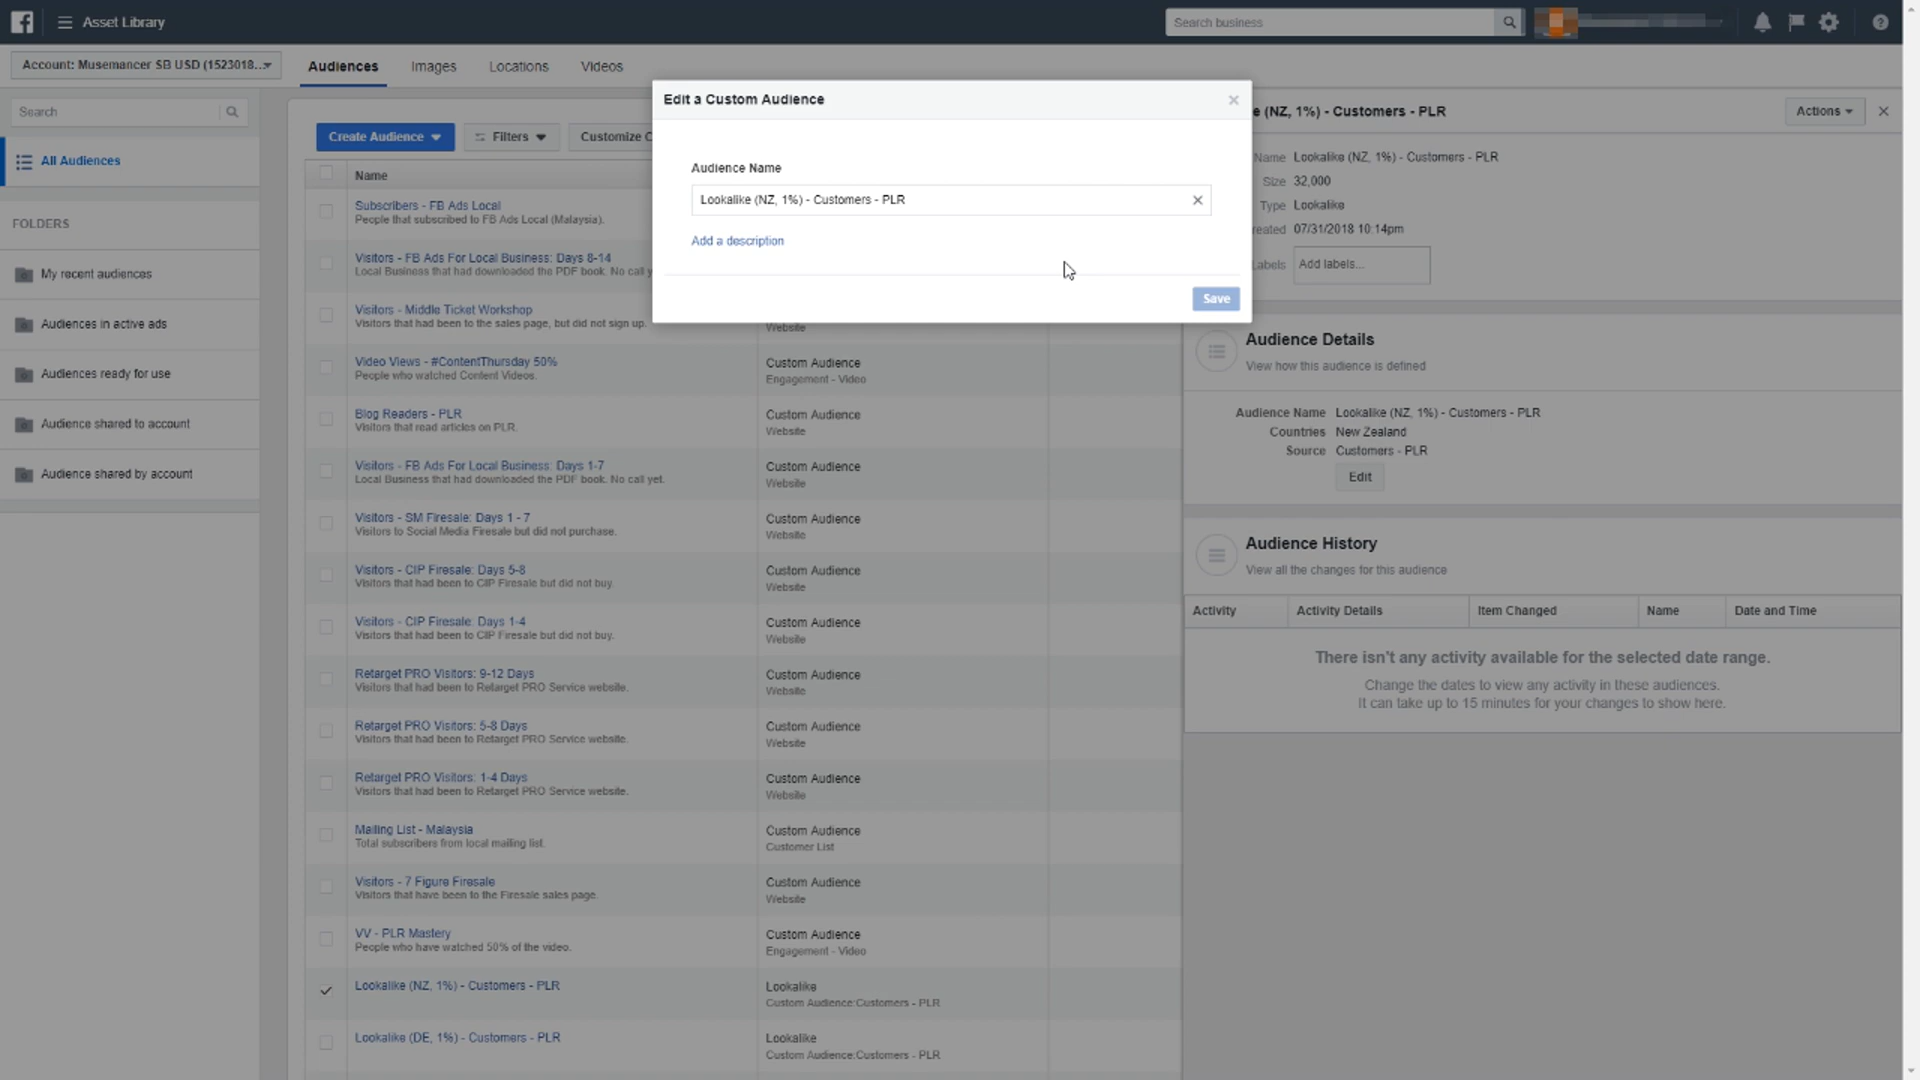 Asset Library
Search business
Account: Musemancer SB USD (1523018...
Audiences
Images
Locations
Videos
Search
All Audiences
FOLDERS
My recent audiences
Audiences in active ads
Audiences ready for use
Audience shared to account
Audience shared by account
Create Audience
Filters
Customize C
Name
Subscribers - FB Ads Local
People that subscribed to FB Ads Local (Malaysia).
Visitors - FB Ads For Local Business: Days 8-14
Local Business that had downloaded the PDF book. No call y
Visitors - Middle Ticket Workshop
Visitors that had been to the sales page, but did not sign up.
Website
Video Views - #ContentThursday 50%
People who watched Content Videos.
Custom Audience
Engagement - Video
Blog Readers - PLR
Visitors that read articles on PLR.
Custom Audience
Website
Visitors - FB Ads For Local Business: Days 1-7
Local Business that had downloaded the PDF book. No call yet.
Custom Audience
Website
Visitors - SM Firesale: Days 1 - 7
Visitors to Social Media Firesale but did not purchase.
Custom Audience
Website
Visitors - CIP Firesale: Days 5-8
Visitors that had been to CIP Firesale but did not buy.
Custom Audience
Website
Visitors - CIP Firesale: Days 1-4
Visitors that had been to CIP Firesale but did not buy.
Custom Audience
Website
Retarget PRO Visitors: 9-12 Days
Visitors that had been to Retarget PRO Service website.
Custom Audience
Website
Retarget PRO Visitors: 5-8 Days
Visitors that had been to Retarget PRO Service website.
Custom Audience
Website
Retarget PRO Visitors: 1-4 Days
Visitors that had been to Retarget PRO Service website.
Custom Audience
Website
Mailing List - Malaysia
Total subscribers from local mailing list.
Custom Audience
Customer List
Visitors - 7 Figure Firesale
Visitors that have been to the Firesale sales page.
Custom Audience
Website
VV - PLR Mastery
People who have watched 50% of the video.
Custom Audience
Engagement - Video
Lookalike (NZ, 1%) - Customers - PLR
Lookalike
Custom Audience:Customers - PLR
Lookalike (DE, 1%) - Customers - PLR
Lookalike
Custom Audience:Customers - PLR
Edit a Custom Audience
Audience Name
Lookalike (NZ, 1%) - Customers - PLR
Add a description
Save
e (NZ, 1%) - Customers - PLR
Actions
Name Lookalike (NZ, 1%) - Customers - PLR
Size 32,000
Type Lookalike
eated 07/31/2018 10:14pm
Labels Add labels...
Audience Details
View how this audience is defined
Audience Name Lookalike (NZ, 1%) - Customers - PLR
Countries New Zealand
Source Customers - PLR
Edit
Audience History
View all the changes for this audience
Activity Activity Details Item Changed Name Date and Time
There isn't any activity available for the selected date range.
Change the dates to view any activity in these audiences.
It can take up to 15 minutes for your changes to show here.